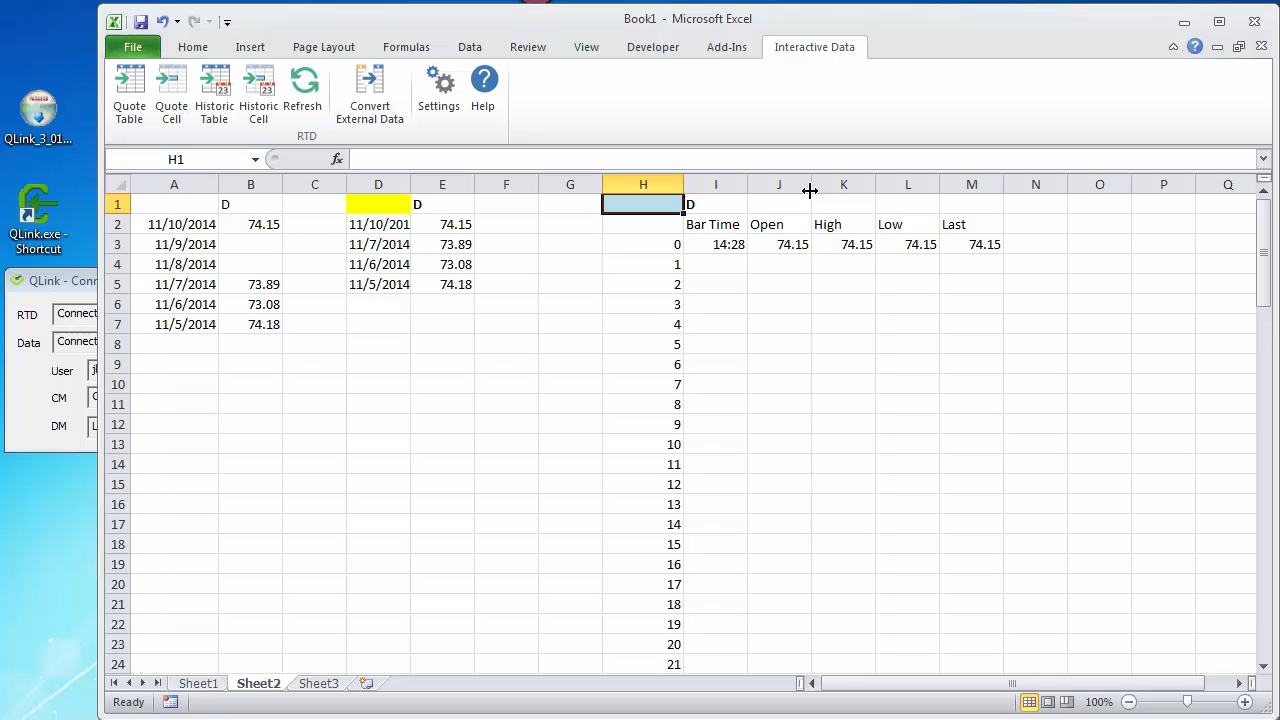 Book1 - Microsoft Excel
File Home Insert Page Layout Formulas Data Review View Developer Add-Ins Interactive Data
Quote Table
Quote Cell
Historic Table
Historic Cell
Refresh
Convert External Data
Settings
Help
RTD
H1 fx
A B C D E F G H I J K L M N O P Q
1 D D D
2 11/10/2014 74.15 11/10/201 74.15 Bar Time Open High Low Last
3 11/9/2014 11/7/2014 73.89 0 14:28 74.15 74.15 74.15 74.15
4 11/8/2014 11/6/2014 73.08 1
5 11/7/2014 73.89 11/5/2014 74.18 2
6 11/6/2014 73.08 3
7 11/5/2014 74.18 4
8 5
9 6
10 7
11 8
12 9
13 10
14 11
15 12
16 13
17 14
18 15
19 16
20 17
21 18
22 19
23 20
24 21
Sheet1 Sheet2 Sheet3
Ready 100%
QLink_3_01...
QLink.exe -
Shortcut
QLink - Conn
RTD Connect
Data Connect
User
CM
DM